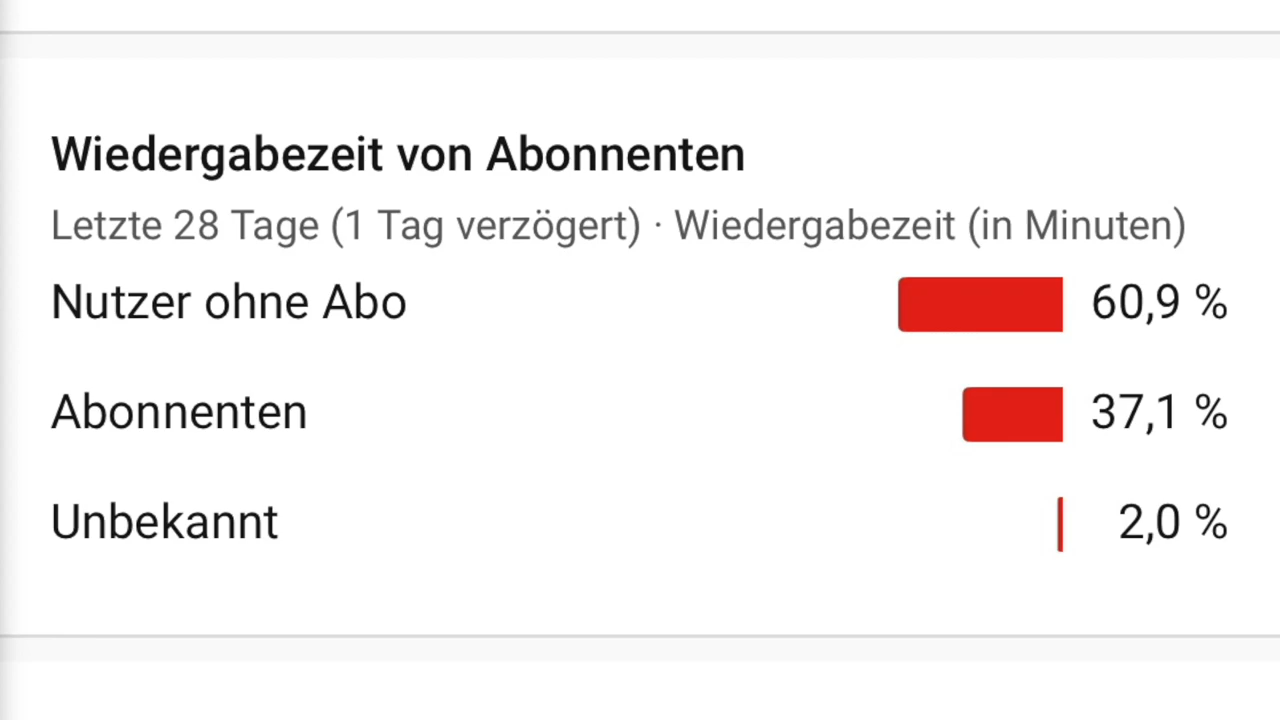 Wiedergabezeit von Abonnenten
Letzte 28 Tage (1 Tag verzögert) · Wiedergabezeit (in Minuten)
Nutzer ohne Abo 60,9 %
Abonnenten 37,1 %
Unbekannt 2,0 %